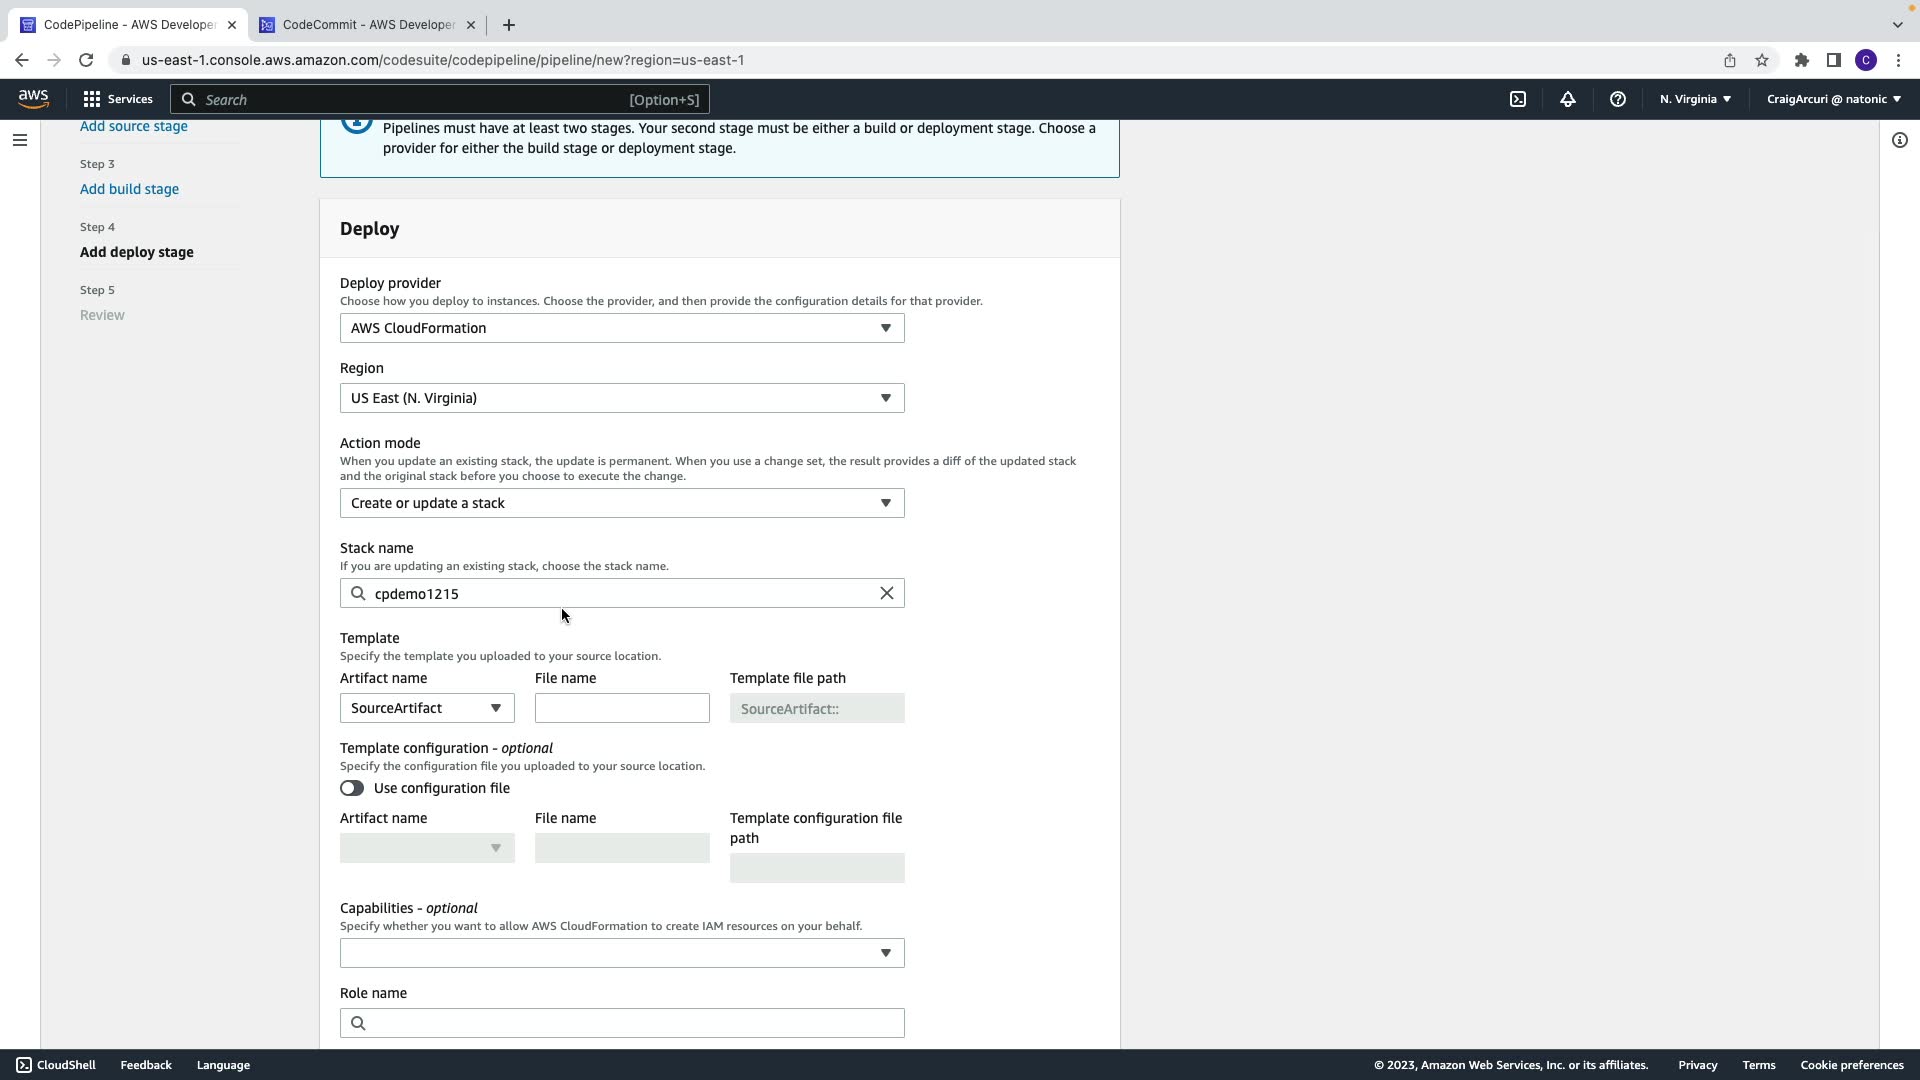 CodePipeline - AWS Developer
CodeCommit - AWS Developer
us-east-1.console.aws.amazon.com/codesuite/codepipeline/pipeline/new?region=us-east-1
C
aws
Services
Search
[Option+S]
N. Virginia
CraigArcuri @ natonic
Add source stage
Step 3
Add build stage
Step 4
Add deploy stage
Step 5
Review
Pipelines must have at least two stages. Your second stage must be either a build or deployment stage. Choose a
provider for either the build stage or deployment stage.
Deploy
Deploy provider
Choose how you deploy to instances. Choose the provider, and then provide the configuration details for that provider.
AWS CloudFormation
Region
US East (N. Virginia)
Action mode
When you update an existing stack, the update is permanent. When you use a change set, the result provides a diff of the updated stack
and the original stack before you choose to execute the change.
Create or update a stack
Stack name
If you are updating an existing stack, choose the stack name.
cpdemo1215
Template
Specify the template you uploaded to your source location.
Artifact name
File name
Template file path
SourceArtifact
SourceArtifact::
Template configuration - optional
Specify the configuration file you uploaded to your source location.
Use configuration file
Artifact name
File name
Template configuration file
path
Capabilities - optional
Specify whether you want to allow AWS CloudFormation to create IAM resources on your behalf.
Role name
CloudShell
Feedback
Language
© 2023, Amazon Web Services, Inc. or its affiliates.
Privacy
Terms
Cookie preferences